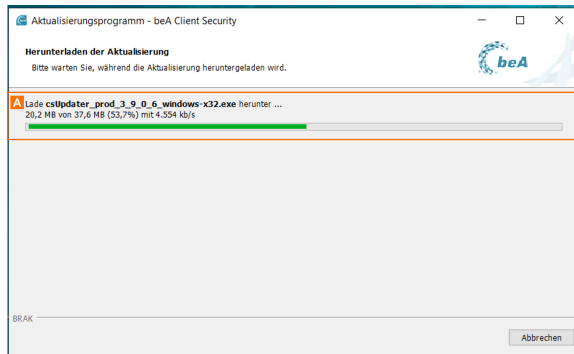 Aktualisierungsprogramm - beA Client Security
Herunterladen der Aktualisierung
Bitte warten Sie, während die Aktualisierung heruntergeladen wird.
beA
A
Lade csUpdater_prod_3_9_0_6_windows-x32.exe herunter ...
20,2 MB von 37,6 MB (53,7%) mit 4.554 kb/s
BRAK
Abbrechen